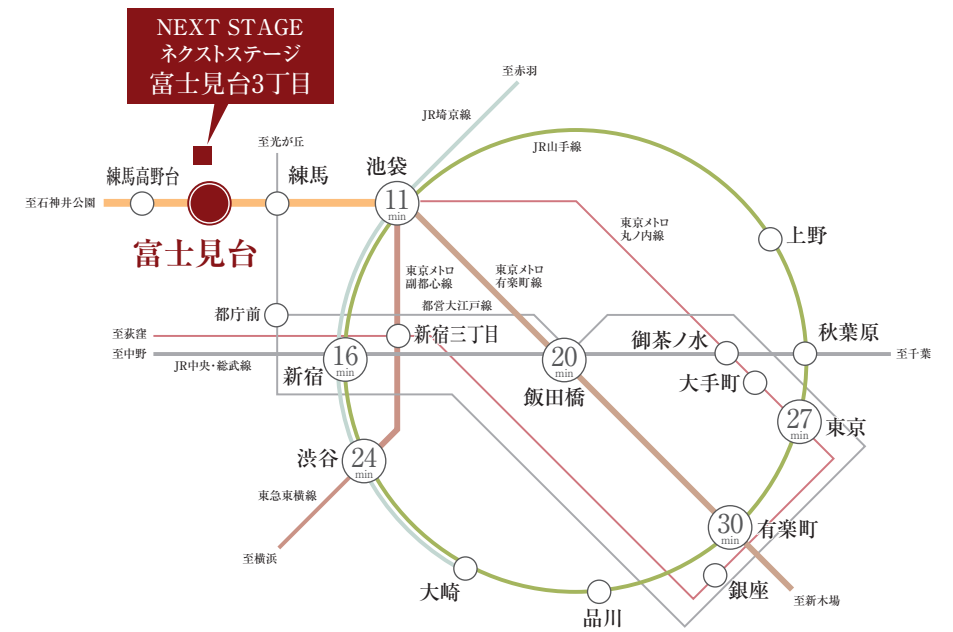 NEXT STAGE
ネクストステージ
富士見台3丁目
至赤羽
JR埼京線
至光が丘
JR山手線
池袋
練馬高野台
練馬
11
min
至石神井公園
富士見台
東京メトロ
丸ノ内線
上野
東京メトロ
副都心線
東京メトロ
有楽町線
都営大江戸線
都庁前
至荻窪
新宿三丁目
御茶ノ水
秋葉原
至中野
至千葉
JR中央・総武線
16
min
新宿
20
min
飯田橋
大手町
27
min
東京
渋谷
24
min
東急東横線
30
min
有楽町
至横浜
大崎
銀座
至新木場
品川